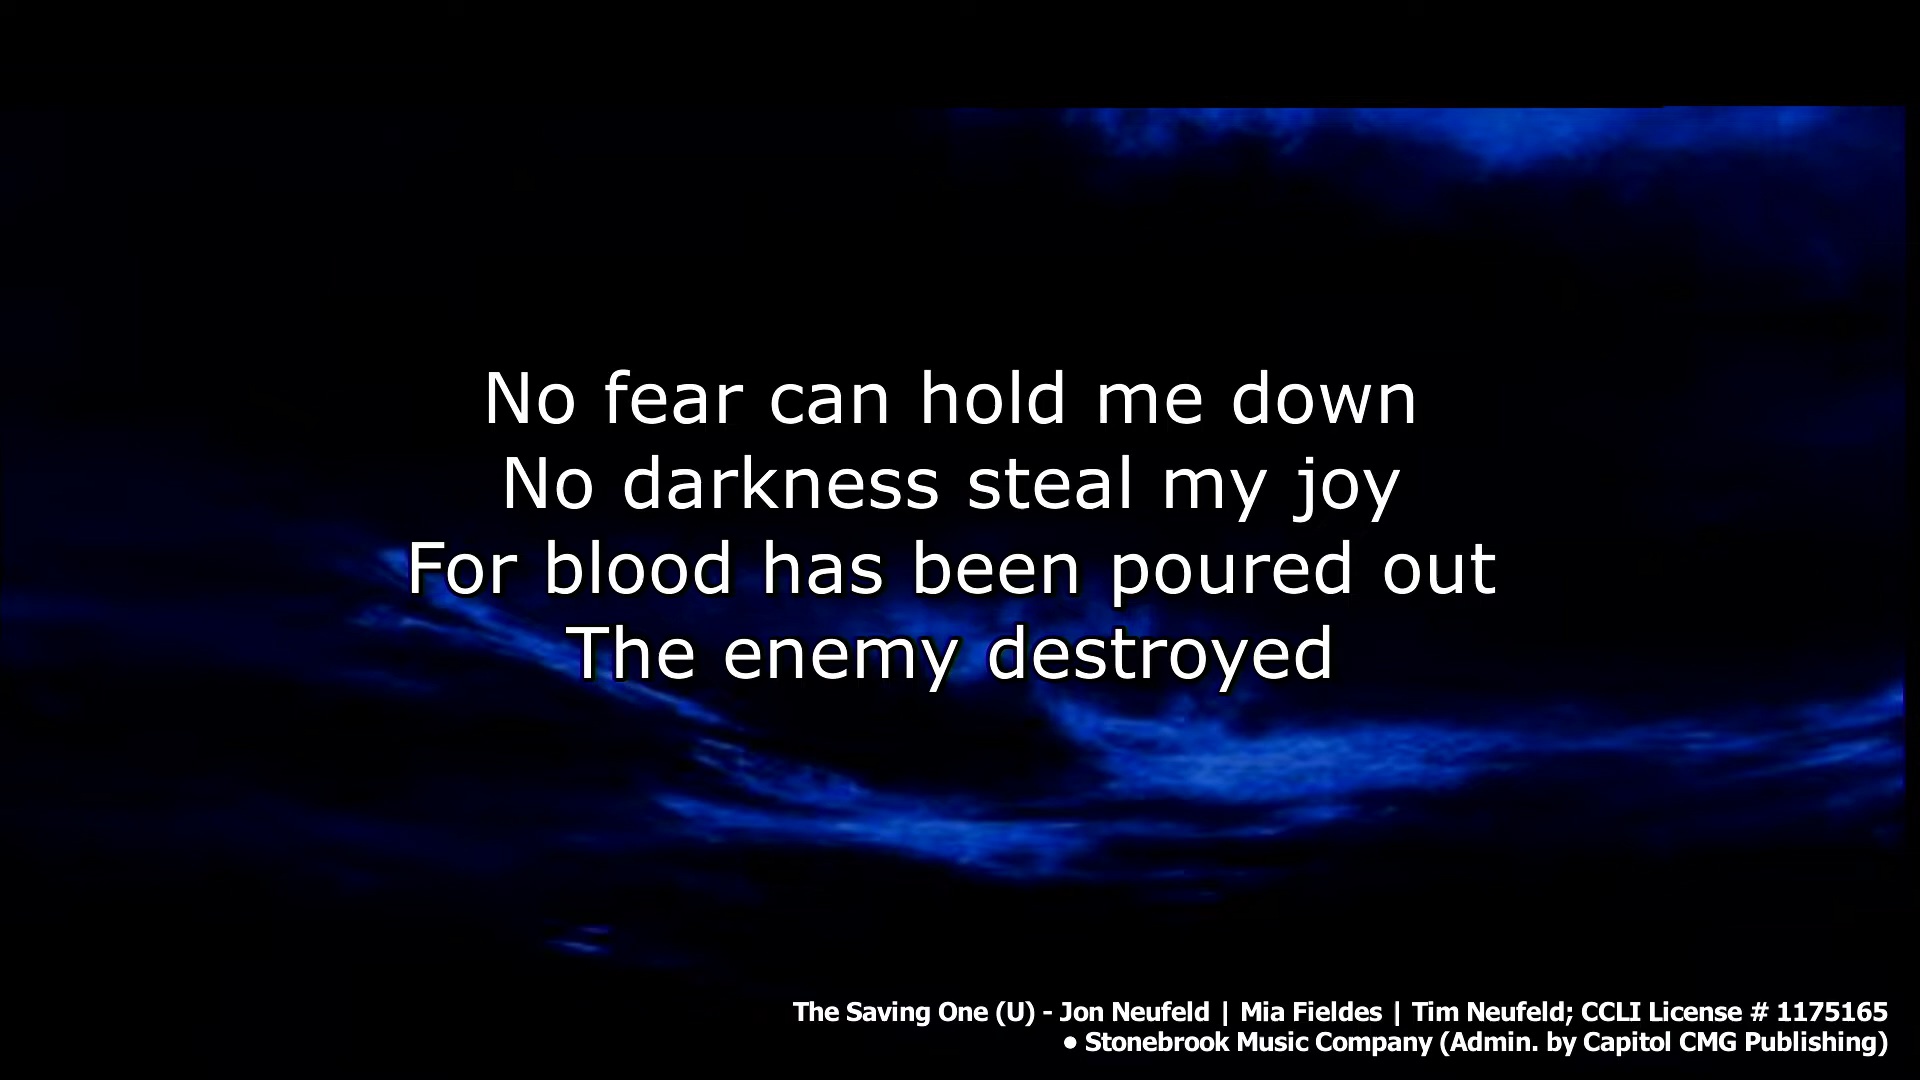 No fear can hold me down
No darkness steal my joy
For blood has been poured out
The enemy destroyed
The Saving One (U) - Jon Neufeld | Mia Fieldes | Tim Neufeld; CCLI License # 1175165
• Stonebrook Music Company (Admin. by Capitol CMG Publishing)